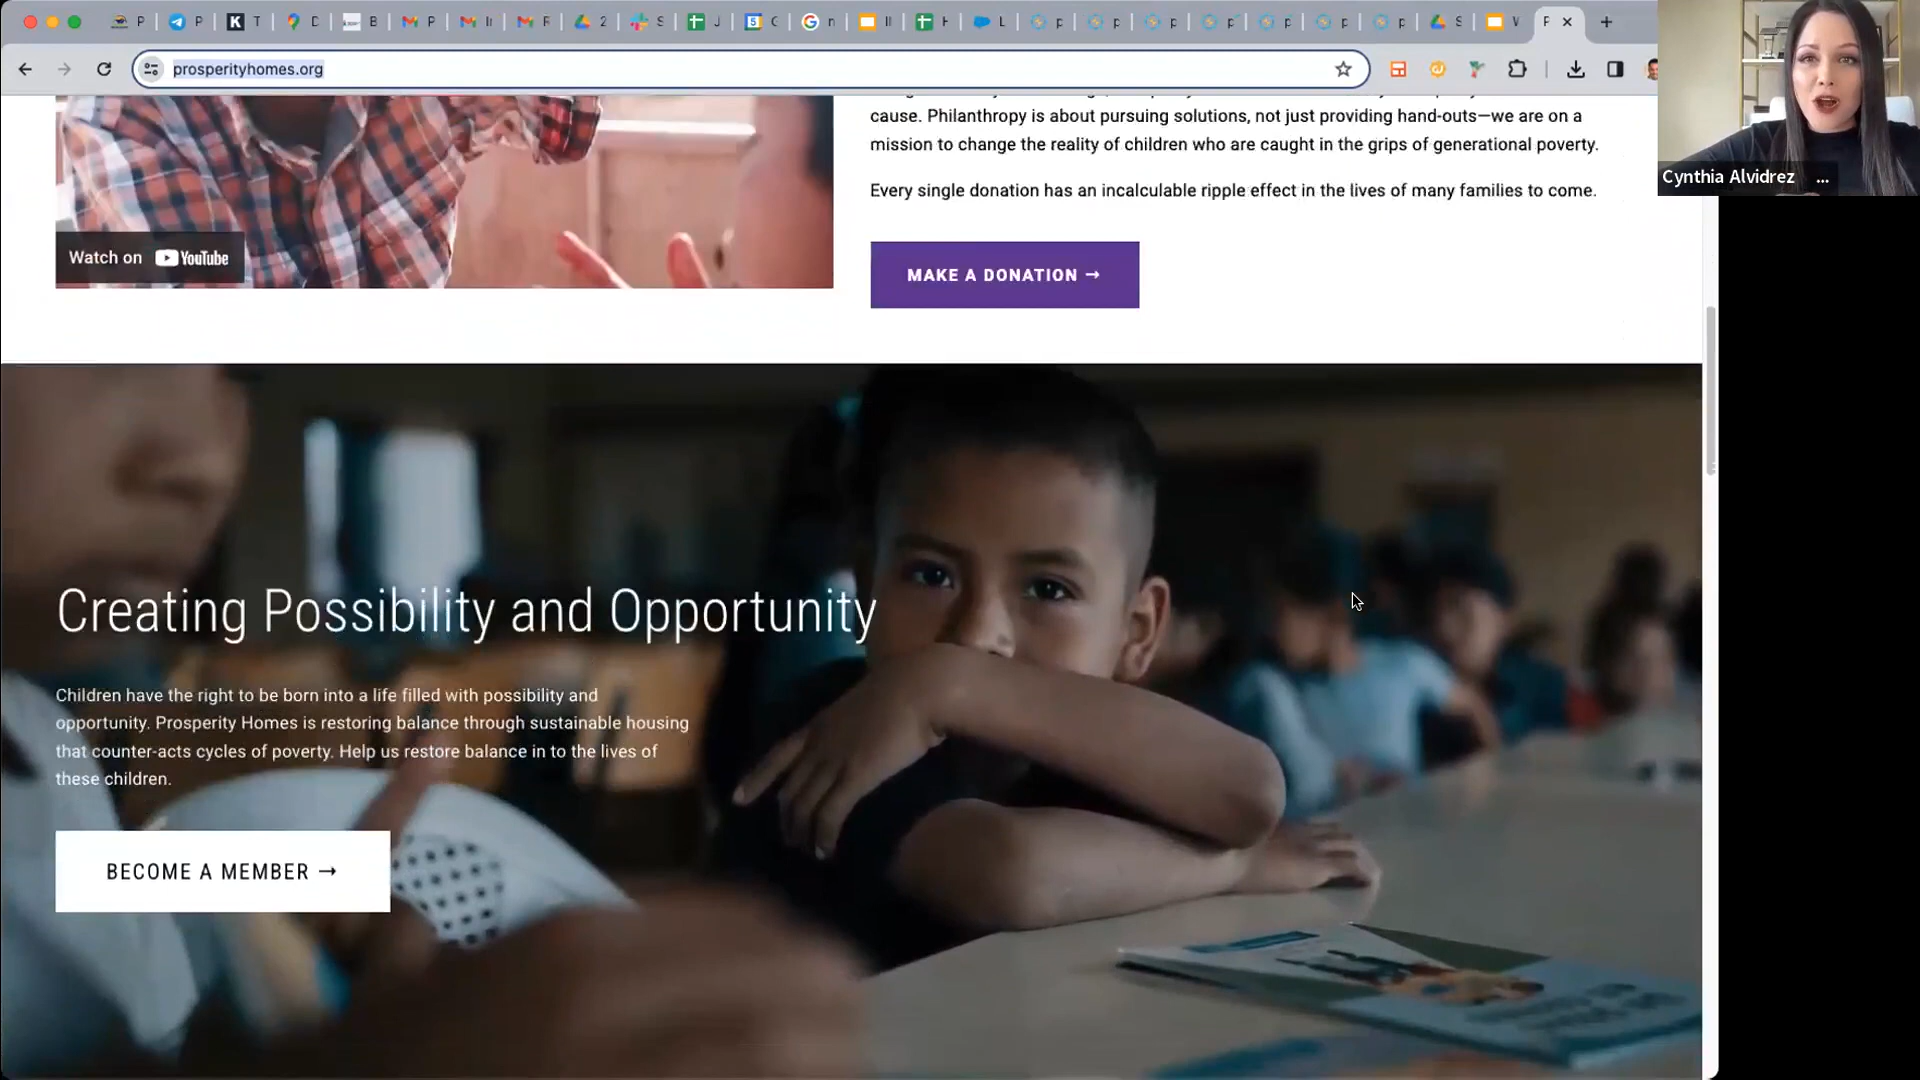 P
P
T
D
B
P
R
2
S
J
C
n
H
L
p
p
p
p
p
p
p
S
prosperityhomes.org
cause. Philanthropy is about pursuing solutions, not just providing hand-outs—we are on a
mission to change the reality of children who are caught in the grips of generational poverty.
Every single donation has an incalculable ripple effect in the lives of many families to come.
Watch on YouTube
MAKE A DONATION →
Creating Possibility and Opportunity
Children have the right to be born into a life filled with possibility and
opportunity. Prosperity Homes is restoring balance through sustainable housing
that counter-acts cycles of poverty. Help us restore balance in to the lives of
these children.
BECOME A MEMBER →
Cynthia Alvidrez ...